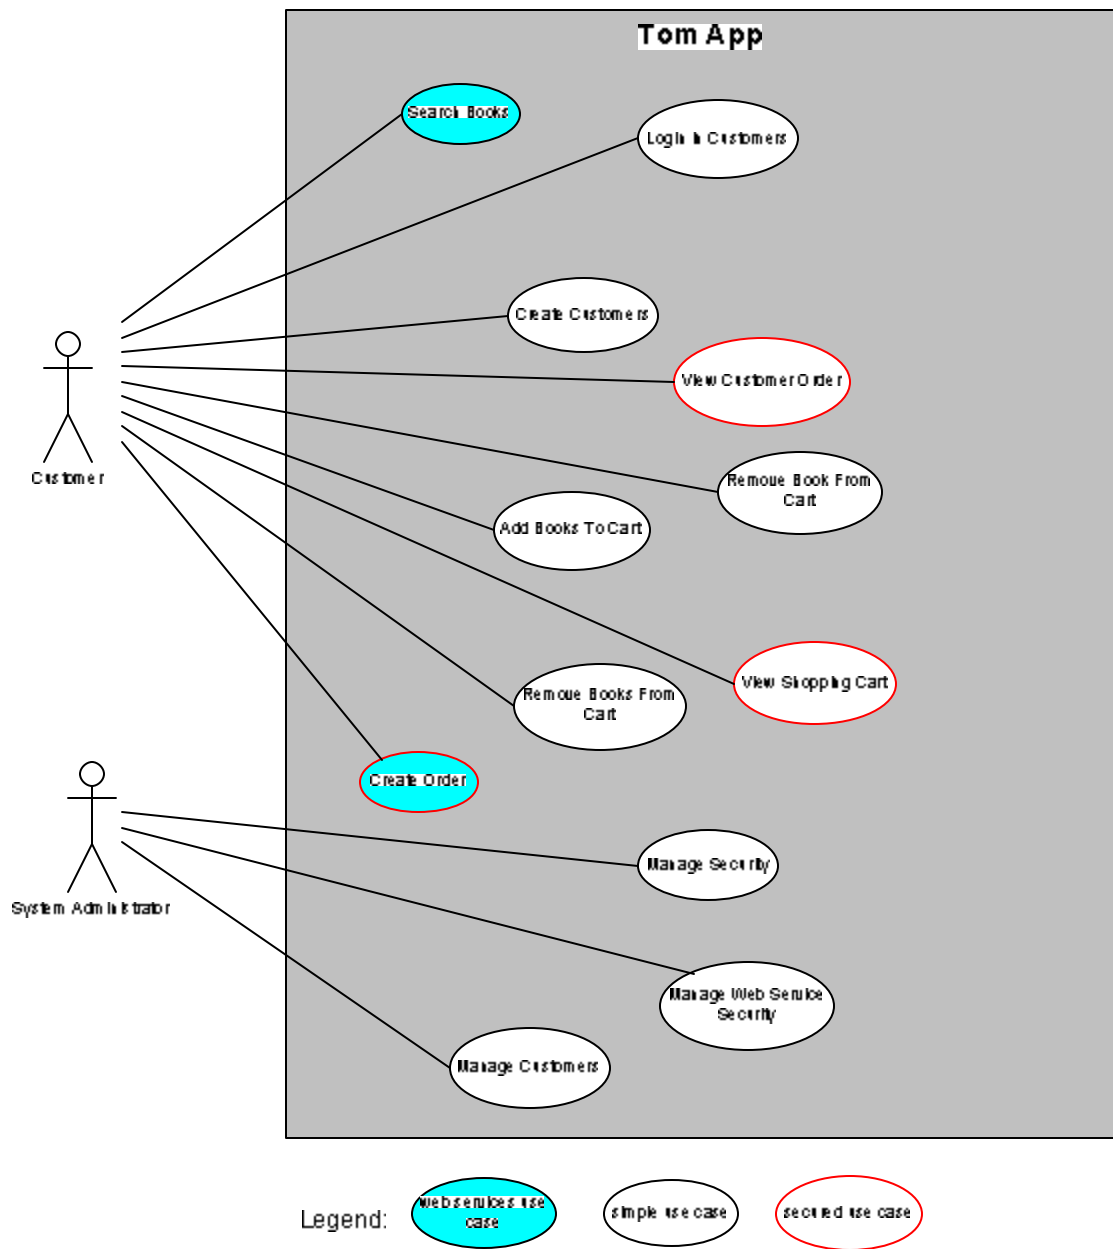 Tom App
Search Books
Login in Customers
Create Customers
View Customer Order
Customer
Remove Book From
Cart
Add Books To Cart
View Shopping Cart
Remove Books From
Cart
Create Order
Manage Security
System Administrator
Manage Web Service
Security
Manage Customers
Legend:
web services use
case
simple use case
secured use case